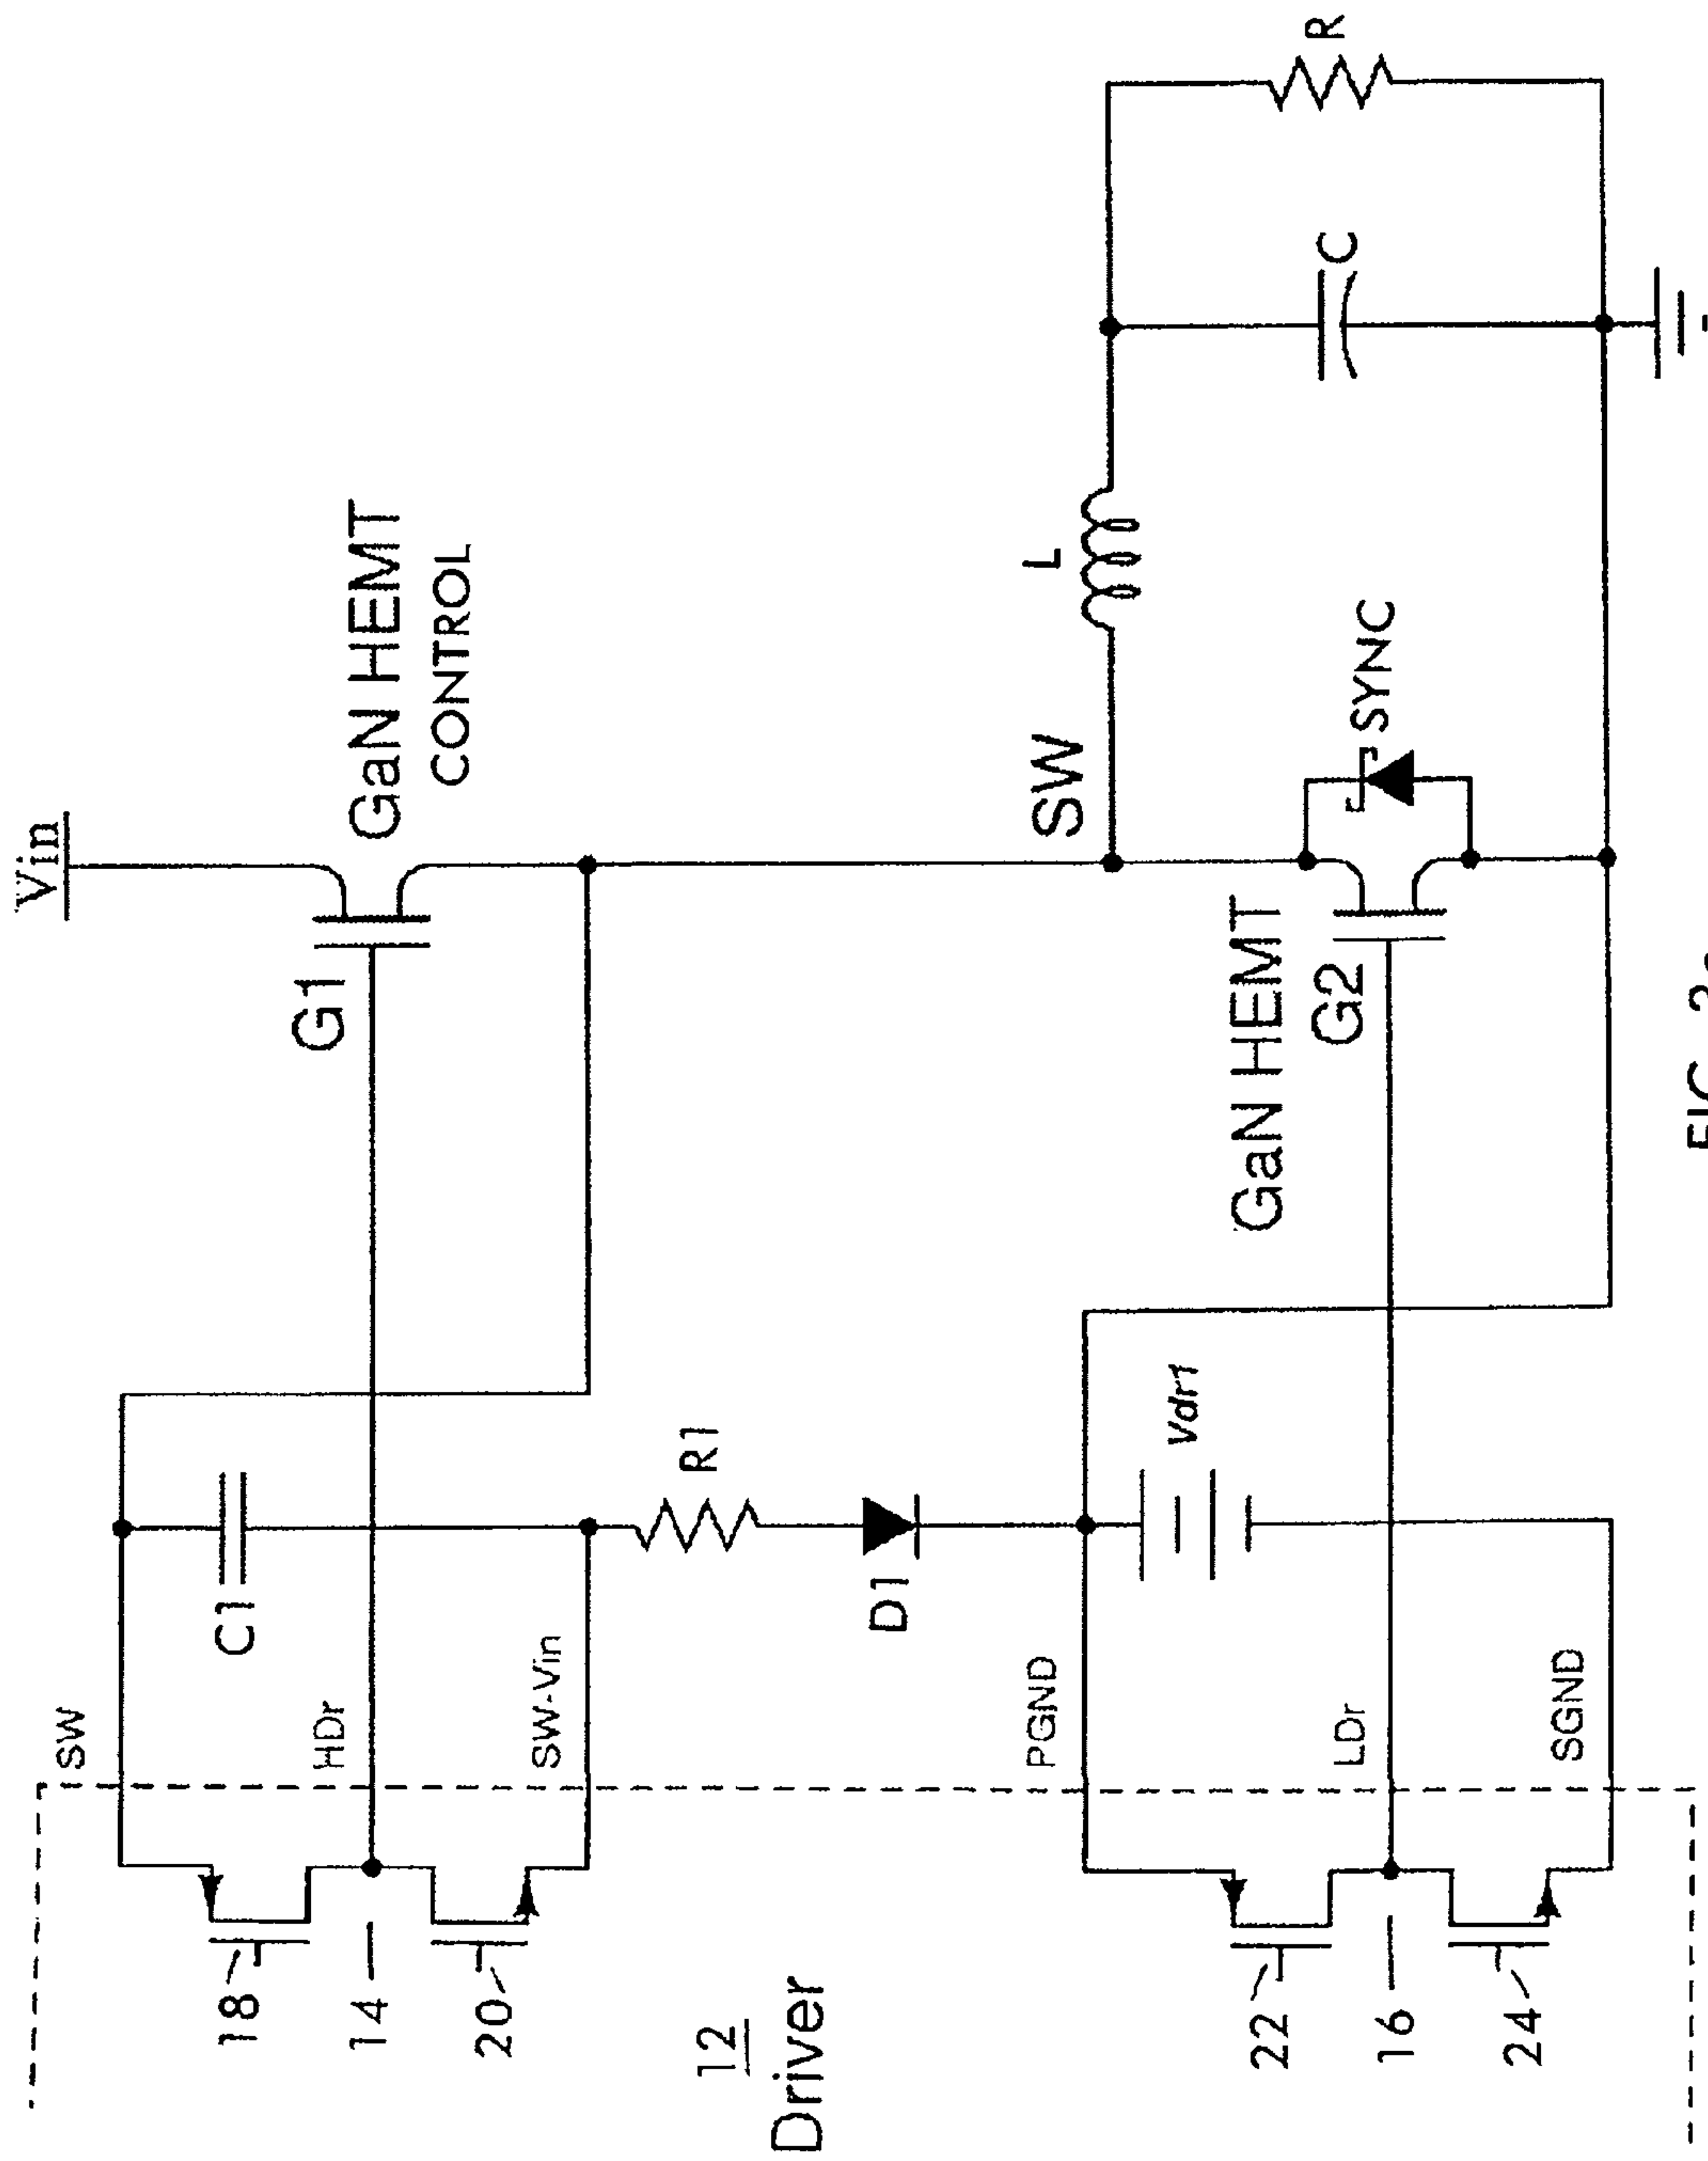 Vin
GaN HEMT
CONTROL
G1
SW
L
R
C
SYNC
GaN HEMT
G2
C1
R1
D1
Vdr1
SW
HDr
SW-Vin
PGND
LDr
SGND
18
14
20
12
Driver
22
16
24